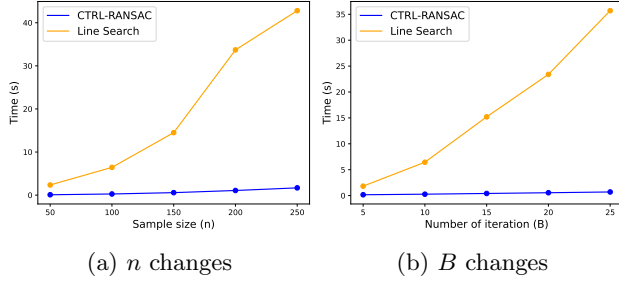 CTRL-RANSAC
Line Search
Time (s)
40
30
20
10
0
50
100
150
200
250
Sample size (n)
(a) n changes
CTRL-RANSAC
Line Search
Time (s)
35
30
25
20
15
10
5
0
5
10
15
20
25
Number of iteration (B)
(b) B changes